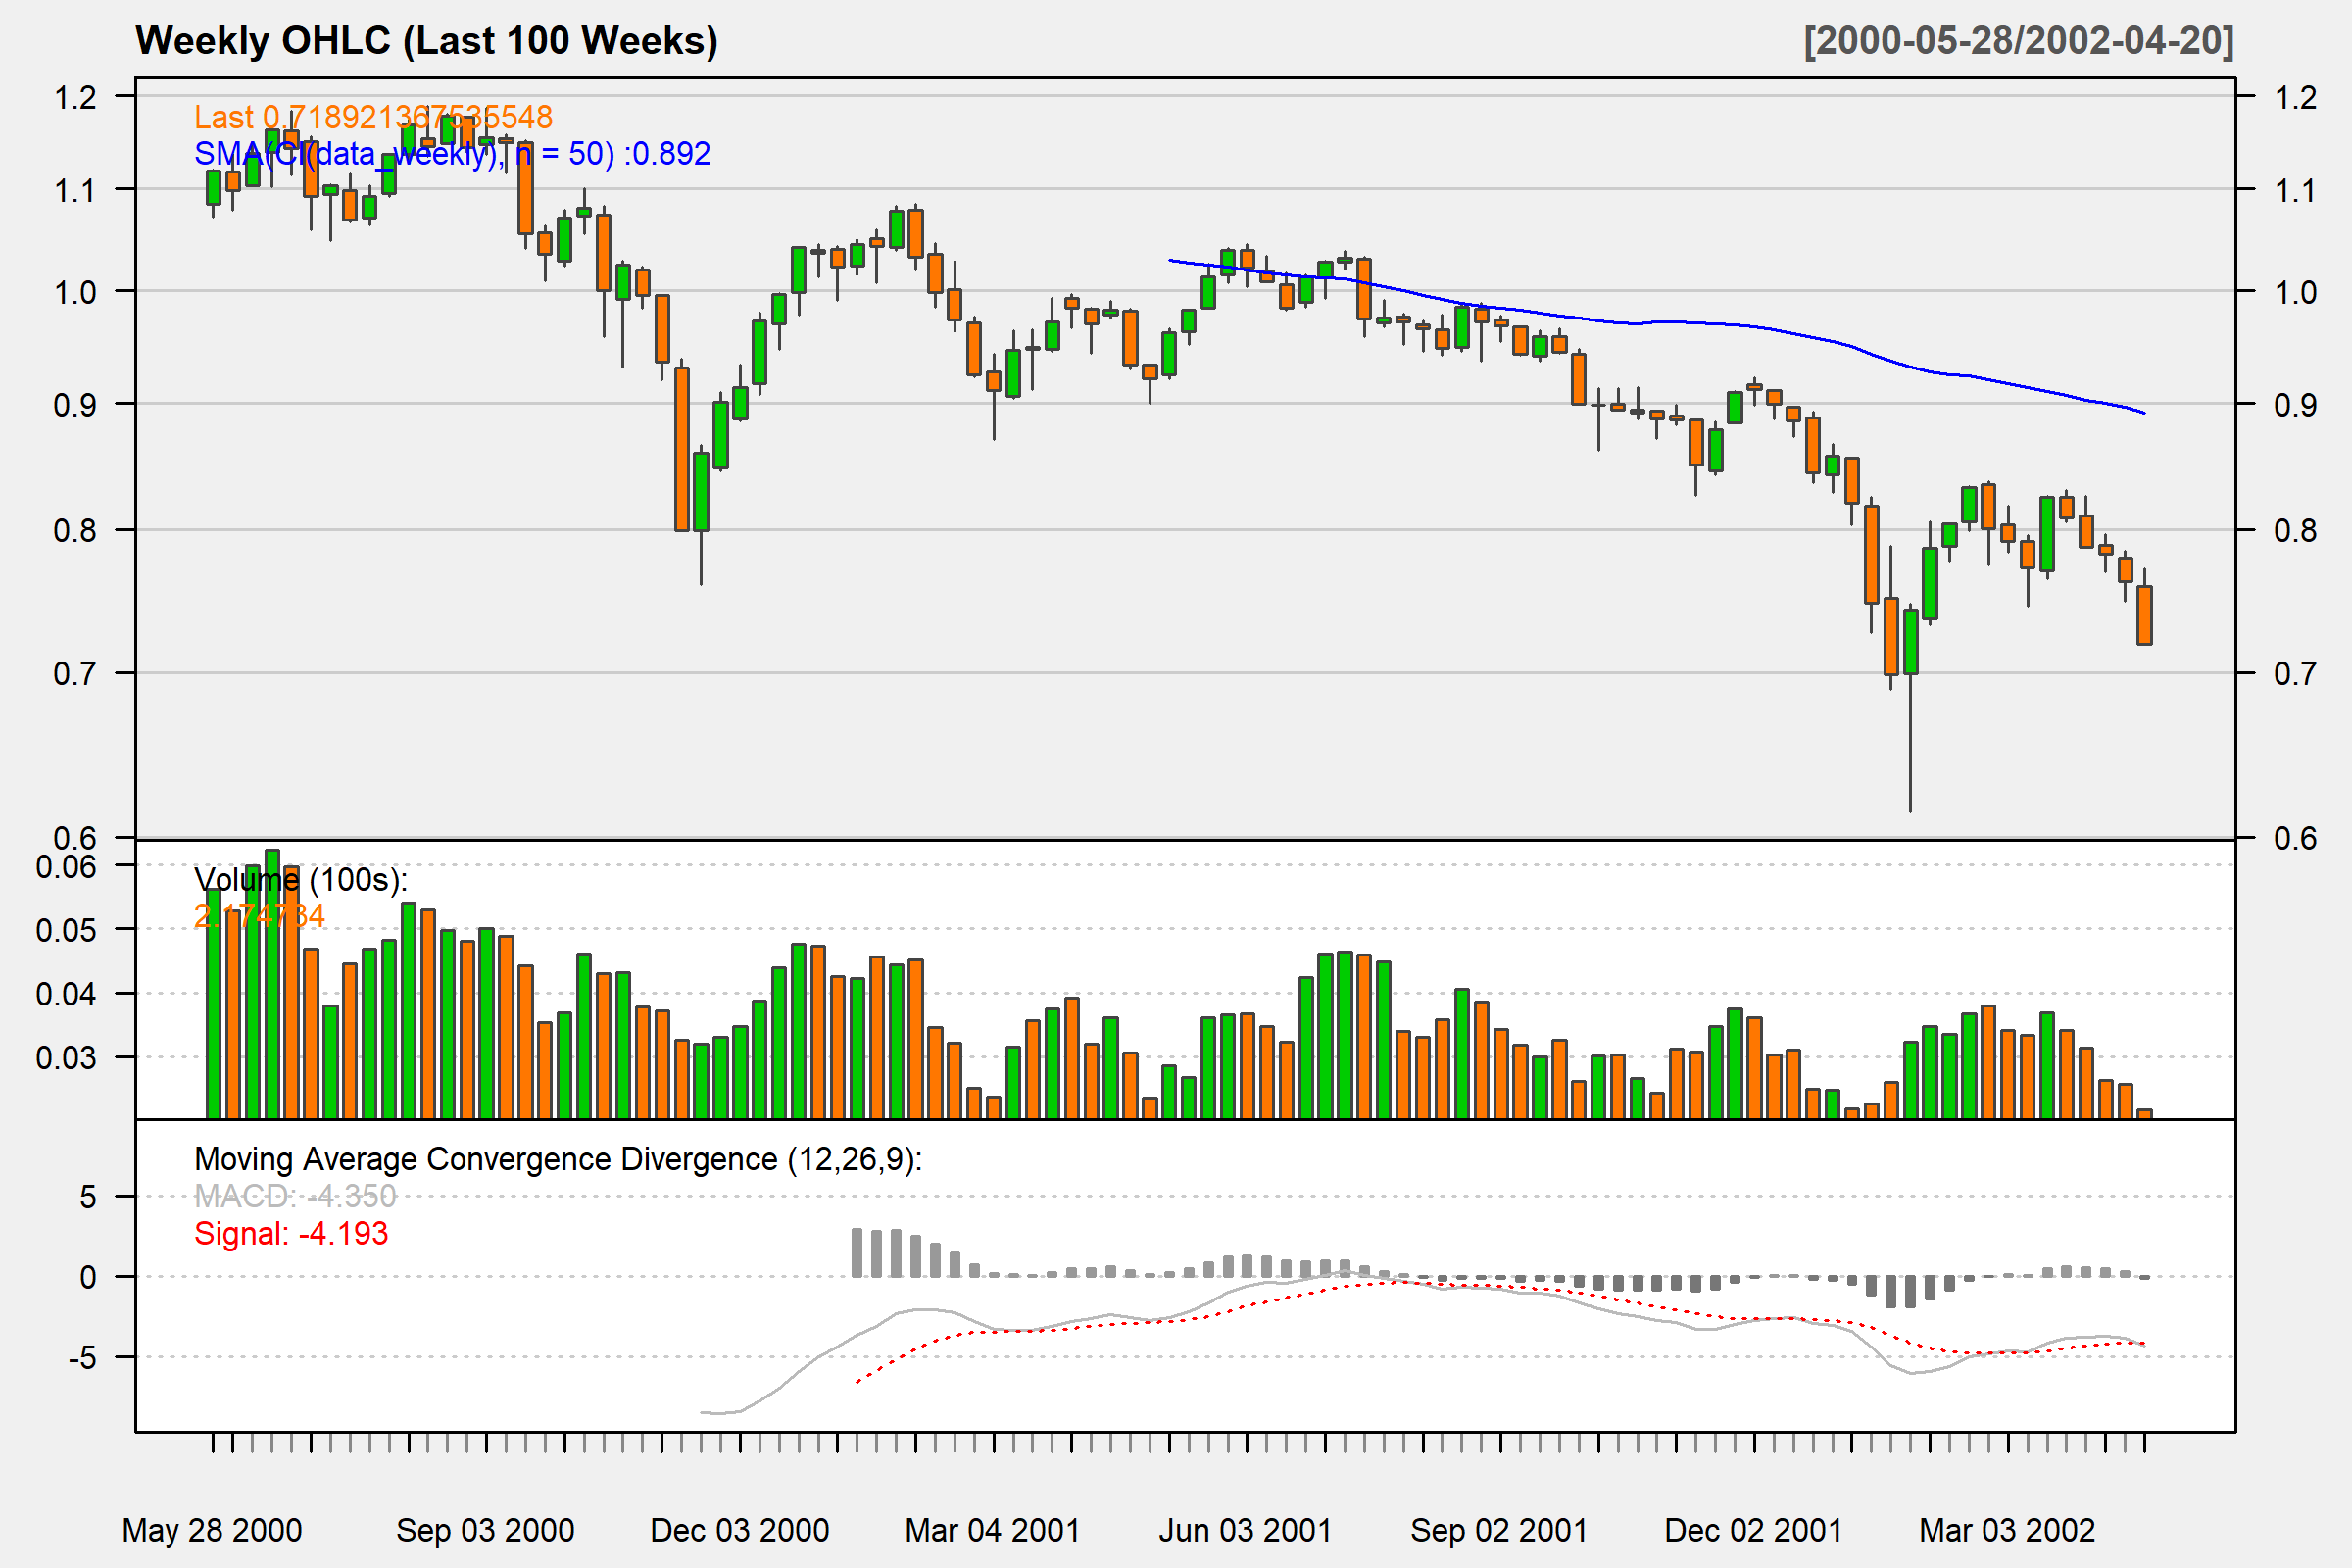 Weekly OHLC (Last 100 Weeks)
[2000-05-28/2002-04-20]
Last 0.718921367535548
SMA(Cl(data_weekly), n = 50) :0.892
1.2
1.1
1.0
0.9
0.8
0.7
0.6
1.2
1.1
1.0
0.9
0.8
0.7
0.6
Volume (100s):
2.174734
0.06
0.05
0.04
0.03
Moving Average Convergence Divergence (12,26,9):
MACD: -4.350
Signal: -4.193
5
0
-5
May 28 2000
Sep 03 2000
Dec 03 2000
Mar 04 2001
Jun 03 2001
Sep 02 2001
Dec 02 2001
Mar 03 2002